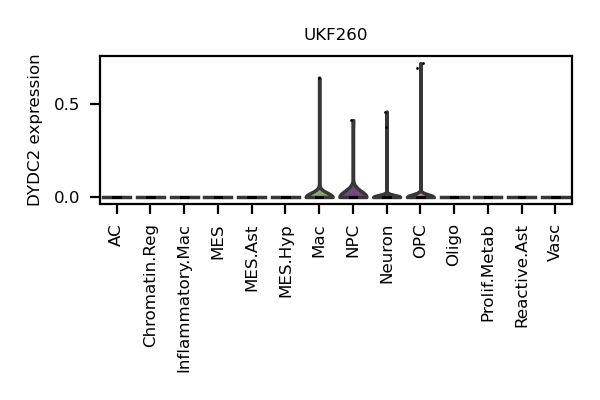 UKF260
DYDC2 expression
0.5
0.0
AC
Chromatin.Reg
Inflammatory.Mac
MES
MES.Ast
MES.Hyp
Mac
NPC
Neuron
OPC
Oligo
Prolif.Metab
Reactive.Ast
Vasc